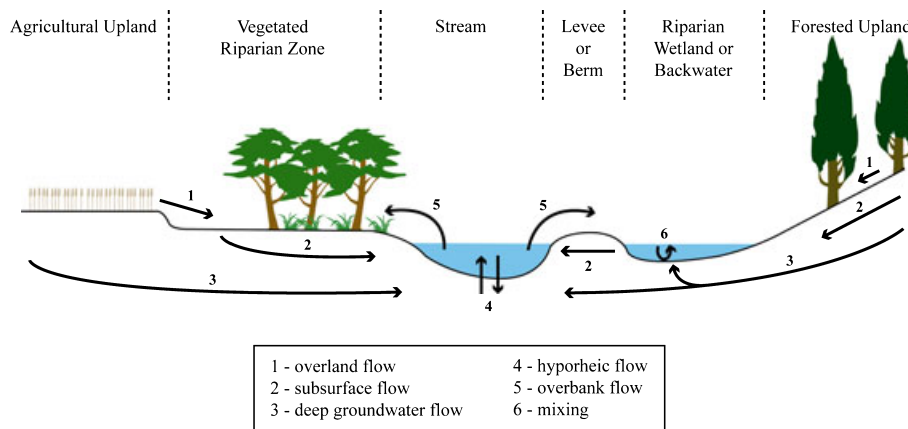 Agricultural Upland
Vegetated
Riparian Zone
Stream
Levee
or
Berm
Riparian
Wetland or
Backwater
Forested Upland
1
2
3
5
4
5
2
6
1
2
3
1 - overland flow
2 - subsurface flow
3 - deep groundwater flow
4 - hyporheic flow
5 - overbank flow
6 - mixing